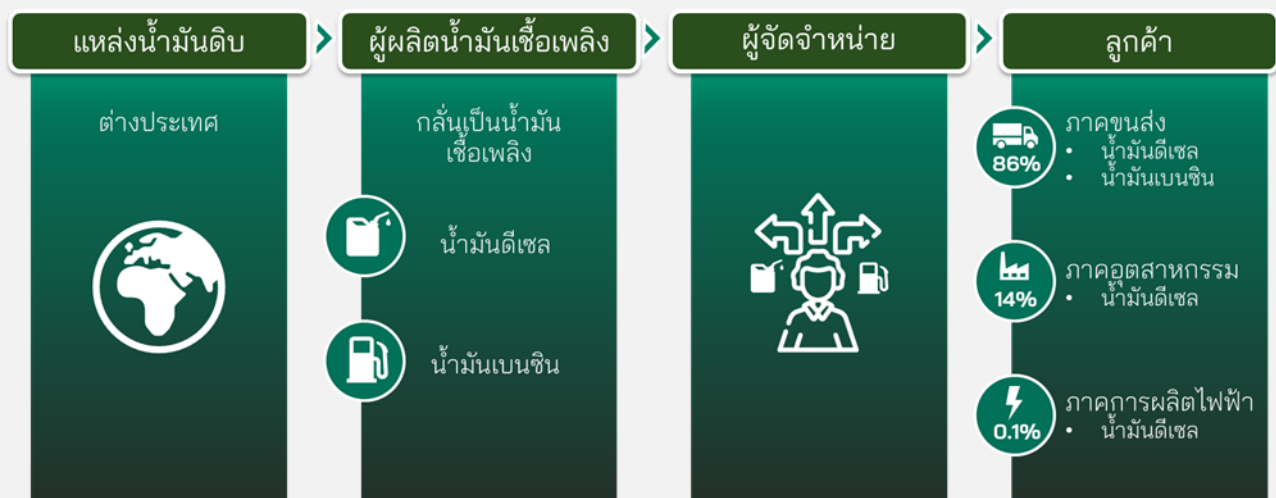 แหล่งน้ำมันดิบ
ผู้ผลิตน้ำมันเชื้อเพลิง
ผู้จัดจำหน่าย
ลูกค้า
ต่างประเทศ
กลั่นเป็นน้ำมัน
เชื้อเพลิง
น้ำมันดีเซล
น้ำมันเบนซิน
86%
ภาคขนส่ง
• น้ำมันดีเซล
• น้ำมันเบนซิน
14%
ภาคอุตสาหกรรม
• น้ำมันดีเซล
0.1%
ภาคการผลิตไฟฟ้า
• น้ำมันดีเซล